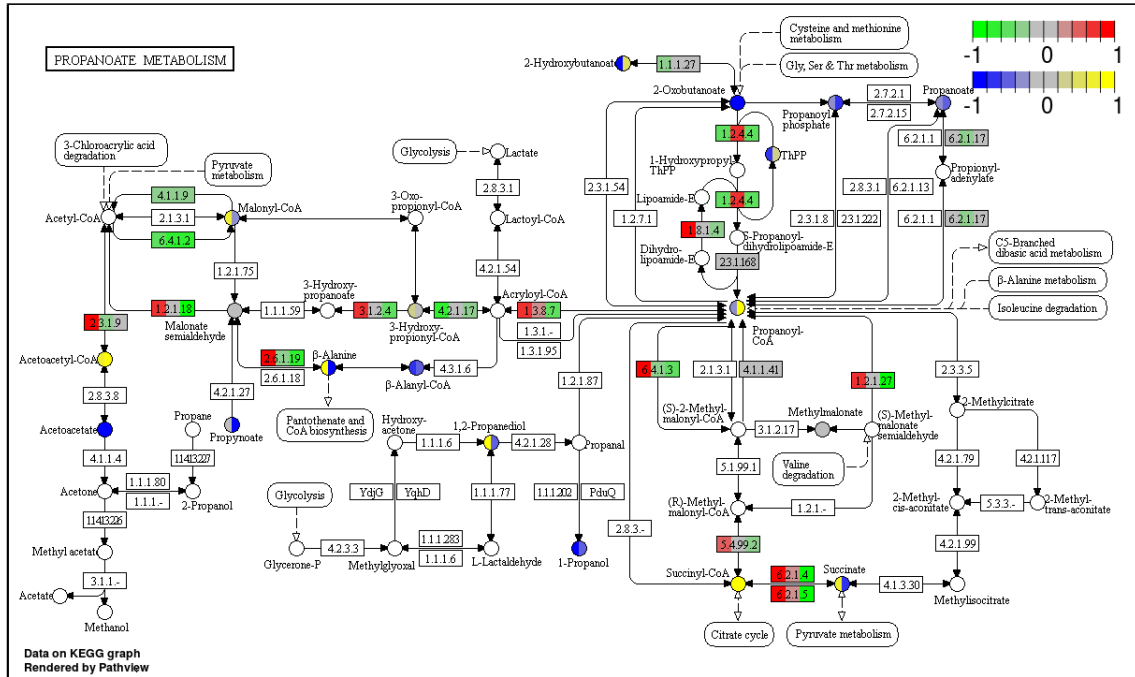 PROPANOATE METABOLISM
-1 0 1
-1 0 1
Cysteine and methionine
metabolism
Gly, Ser & Thr metabolism
2-Hydroxybutanoate
1.1.1.27
2-Oxobutanoate
Propanoyl
phosphate
2.7.2.1
2.7.2.15
Propanoate
1.2.4.4
ThPP
6.2.1.1
6.2.1.17
Propionyl-
adenylate
3-Chloroacrylic acid
degradation
Pyruvate
metabolism
Glycolysis
Lactate
1-Hydroxypropyl-
ThPP
2.3.1.54
2.8.3.1
6.2.1.13
4.1.1.9
Acetyl-CoA
2.1.3.1
Malonyl-CoA
3-Oxo-
propionyl-CoA
2.8.3.1
Lactoyl-CoA
Lipoamide-E
1.2.4.4
1.2.7.1
2.3.1.8
2.3.1.222
6.2.1.1
6.2.1.17
6.4.1.2
1.8.1.4
S-Propanoyl-
dihydrolipoamide-E
Dihydro-
lipoamide-E
2.3.1.168
C5-Branched
dibasic acid metabolism
β-Alanine metabolism
Isoleucine degradation
1.2.1.75
4.2.1.54
3-Hydroxy-
propanoate
Acryloyl-CoA
1.2.1.18
Malonate
semialdehyde
1.1.1.59
3.1.2.4
3-Hydroxy-
propionyl-CoA
4.2.1.17
1.3.8.7
1.3.1.-
1.3.1.95
Propanoyl-
CoA
2.3.1.9
Acetoacetyl-CoA
2.6.1.19
2.6.1.18
β-Alanine
β-Alanyl-CoA
4.3.1.6
1.2.1.87
6.4.1.3
2.1.3.1
4.1.1.41
1.2.1.27
2.3.3.5
2.8.3.8
4.2.1.27
Propynoate
Pantothenate and
CoA biosynthesis
(S)-2-Methyl-
malonyl-CoA
Methylmalonate
3.1.2.17
(S)-Methyl-
malonate
semialdehyde
2-Methylcitrate
Acetoacetate
Propane
Hydroxy-
acetone
1,2-Propanediol
1.1.1.6
4.2.1.28
Propanal
4.1.1.4
1.14.13.227
Valine
degradation
5.1.99.1
4.2.1.79
4.2.1.117
Acetone
1.1.1.80
1.1.1.-
2-Propanol
Glycolysis
YdjG
YqhD
1.1.1.77
1.1.1.202
PduQ
(R)-Methyl-
malonyl-CoA
1.2.1.-
2-Methyl-
cis-aconitate
5.3.3.-
2-Methyl-
trans-aconitate
1.14.13.226
2.8.3.-
5.4.99.2
4.2.1.99
Methyl acetate
Glycerone-P
4.2.3.3
Methylglyoxal
1.1.1.283
1.1.1.6
L-Lactaldehyde
1-Propanol
3.1.1.-
Acetate
Methanol
Succinyl-CoA
6.2.1.4
6.2.1.5
Succinate
4.1.3.30
Methylisocitrate
Citrate cycle
Pyruvate metabolism
Data on KEGG graph
Rendered by Pathview